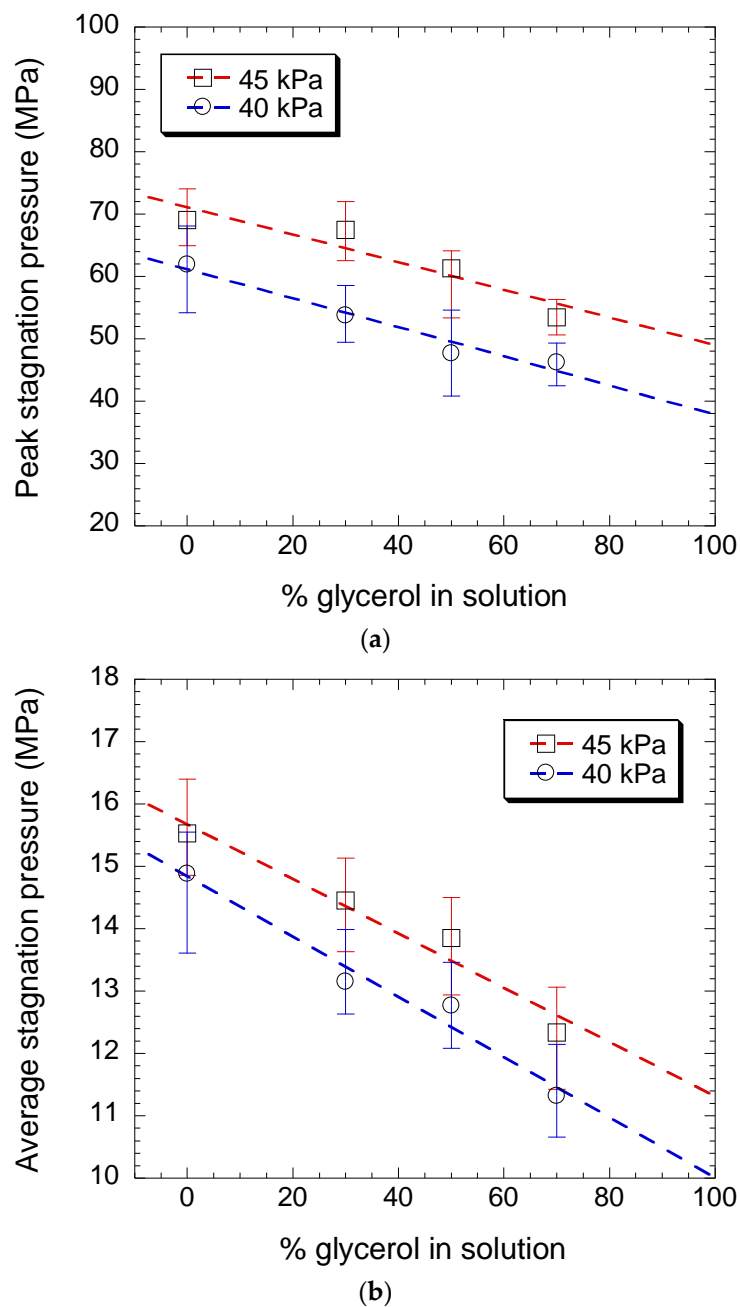 100
90
80
70
60
50
40
30
20
Peak stagnation pressure (MPa)
45 kPa
40 kPa
0 20 40 60 80 100
% glycerol in solution
(a)
18
17
16
15
14
13
12
11
10
Average stagnation pressure (MPa)
45 kPa
40 kPa
0 20 40 60 80 100
% glycerol in solution
(b)